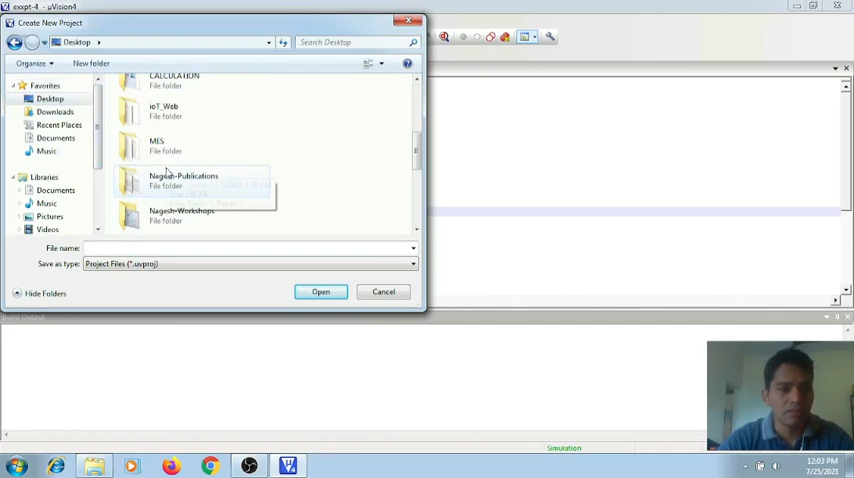 exxpt-4 - µVision4
Create New Project
Desktop
Search Desktop
Organize
New folder
Favorites
Desktop
Downloads
Recent Places
Documents
Music
Libraries
Documents
Music
Pictures
Videos
CALCULATION
File folder
ioT_Web
File folder
MES
File folder
Nagesh-Publications
File folder
Nagesh-Workshops
File folder
File name:
Save as type:
Project Files (*.uvproj)
Hide Folders
Open
Cancel
Build Output
Simulation
12:03 PM
7/25/2021